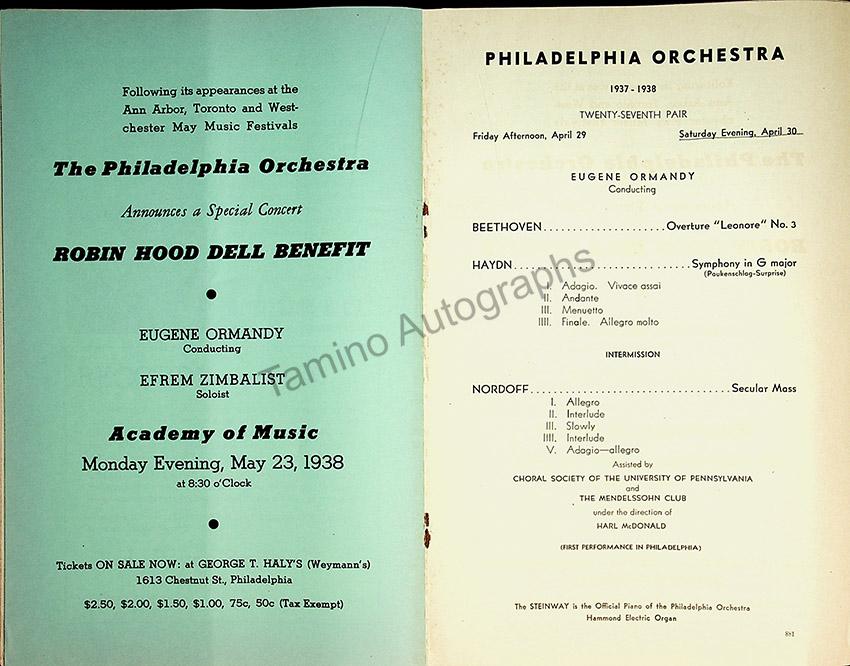 Following its appearances at the
Ann Arbor, Toronto and West-
chester May Music Festivals
The Philadelphia Orchestra
Announces a Special Concert
ROBIN HOOD DELL BENEFIT
●
EUGENE ORMANDY
Conducting
EFREM ZIMBALIST
Soloist
Academy of Music
Monday Evening, May 23, 1938
at 8:30 o'Clock
●
Tickets ON SALE NOW: at GEORGE T. HALY'S (Weymann's)
1613 Chestnut St., Philadelphia
$2.50, $2.00, $1.50, $1.00, 75c, 50c (Tax Exempt)
PHILADELPHIA ORCHESTRA
1937-1938
TWENTY-SEVENTH PAIR
Friday Afternoon, April 29 Saturday Evening, April 30
EUGENE ORMANDY
Conducting
BEETHOVEN.....................Overture "Leonore" No. 3
HAYDN...............................Symphony in G major
(Paukenschlag-Surprise)
I. Adagio. Vivace assai
II. Andante
III. Menuetto
IIII. Finale. Allegro molto
INTERMISSION
NORDOFF...................................Secular Mass
I. Allegro
II. Interlude
III. Slowly
IIII. Interlude
V. Adagio—allegro
Assisted by
CHORAL SOCIETY OF THE UNIVERSITY OF PENNSYLVANIA
and
THE MENDELSSOHN CLUB
under the direction of
HARL McDONALD
(FIRST PERFORMANCE IN PHILADELPHIA)
The STEINWAY is the Official Piano of the Philadelphia Orchestra
Hammond Electric Organ
Tamino Autographs